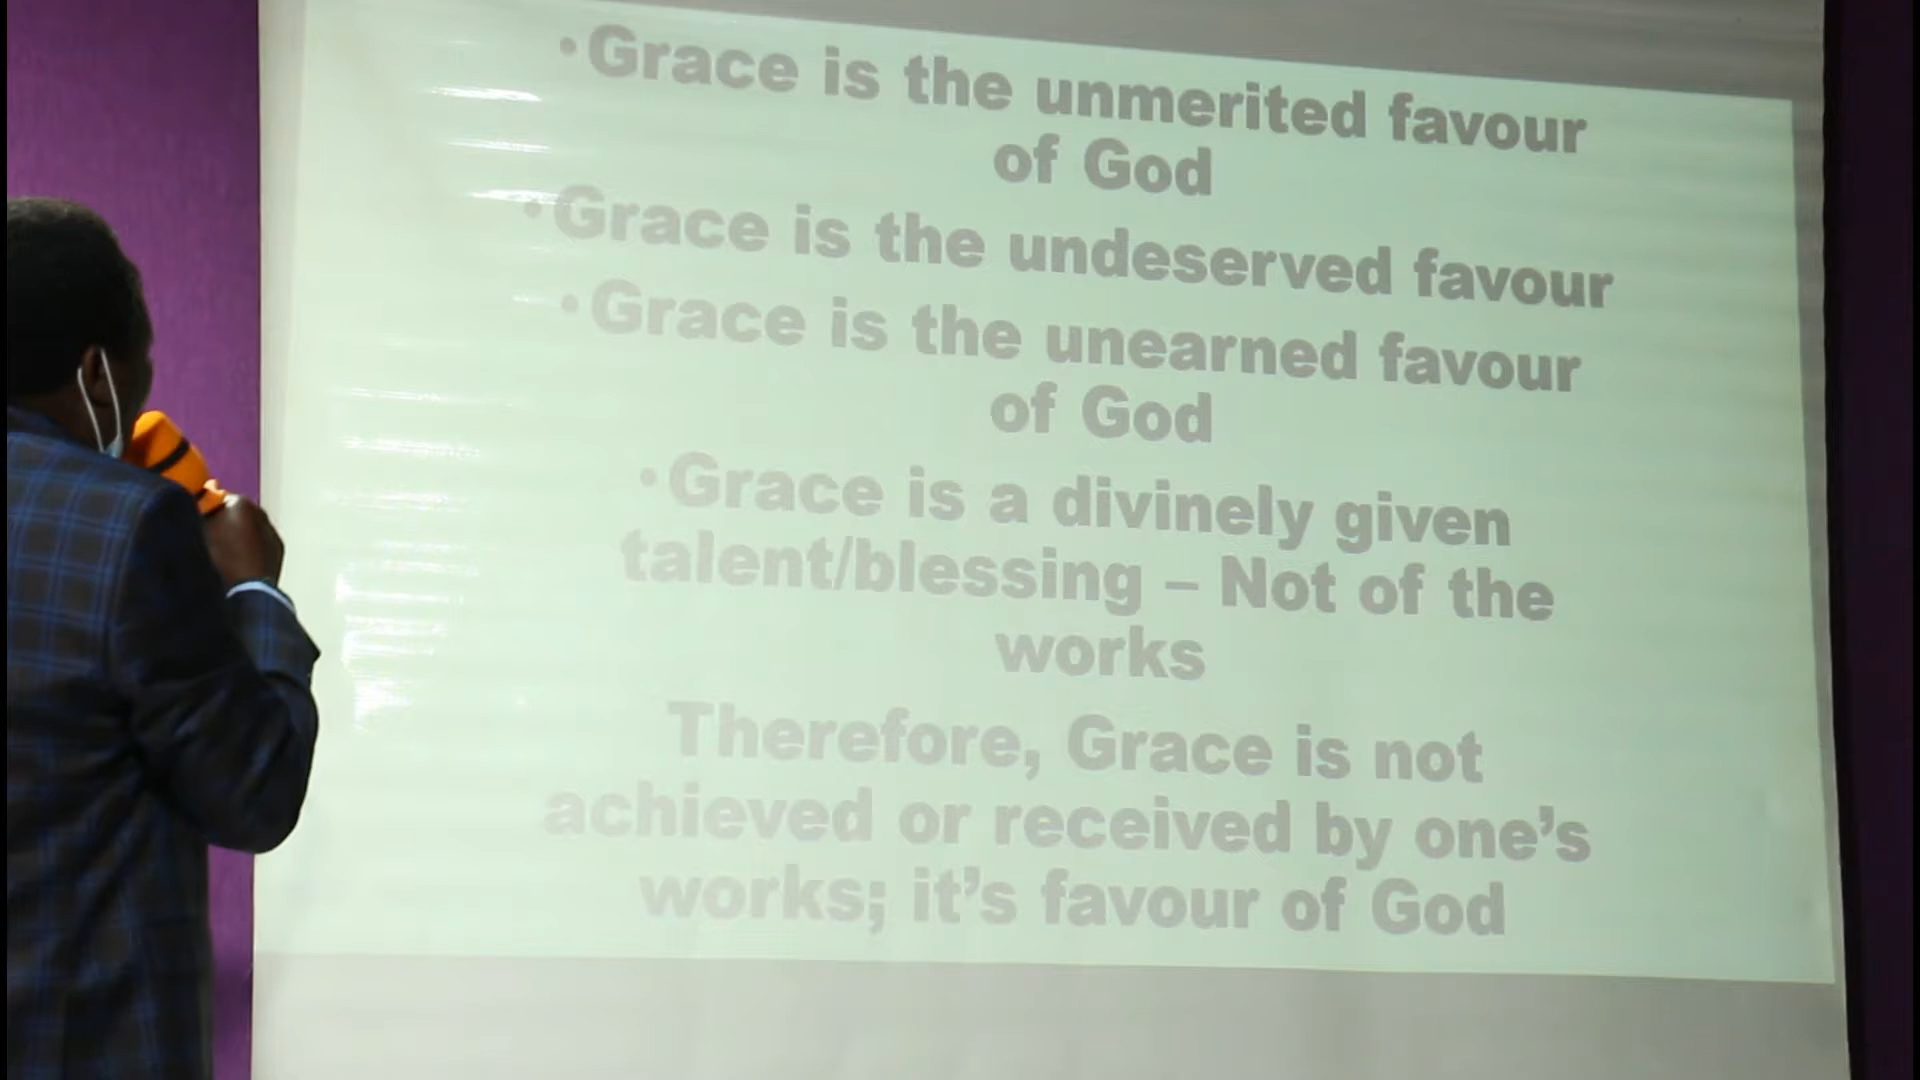 •Grace is the unmerited favour
of God
•Grace is the undeserved favour
•Grace is the unearned favour
of God
•Grace is a divinely given
talent/blessing – Not of the
works
Therefore, Grace is not
achieved or received by one’s
works; it’s favour of God